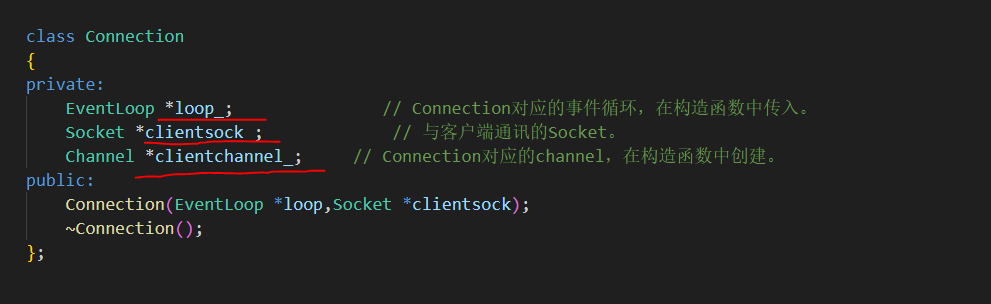 class Connection
{
private:
    EventLoop *loop_;               // Connection对应的事件循环，在构造函数中传入。
    Socket *clientsock_;             // 与客户端通讯的Socket。
    Channel *clientchannel_;     // Connection对应的channel，在构造函数中创建。
public:
    Connection(EventLoop *loop,Socket *clientsock);
    ~Connection();
};